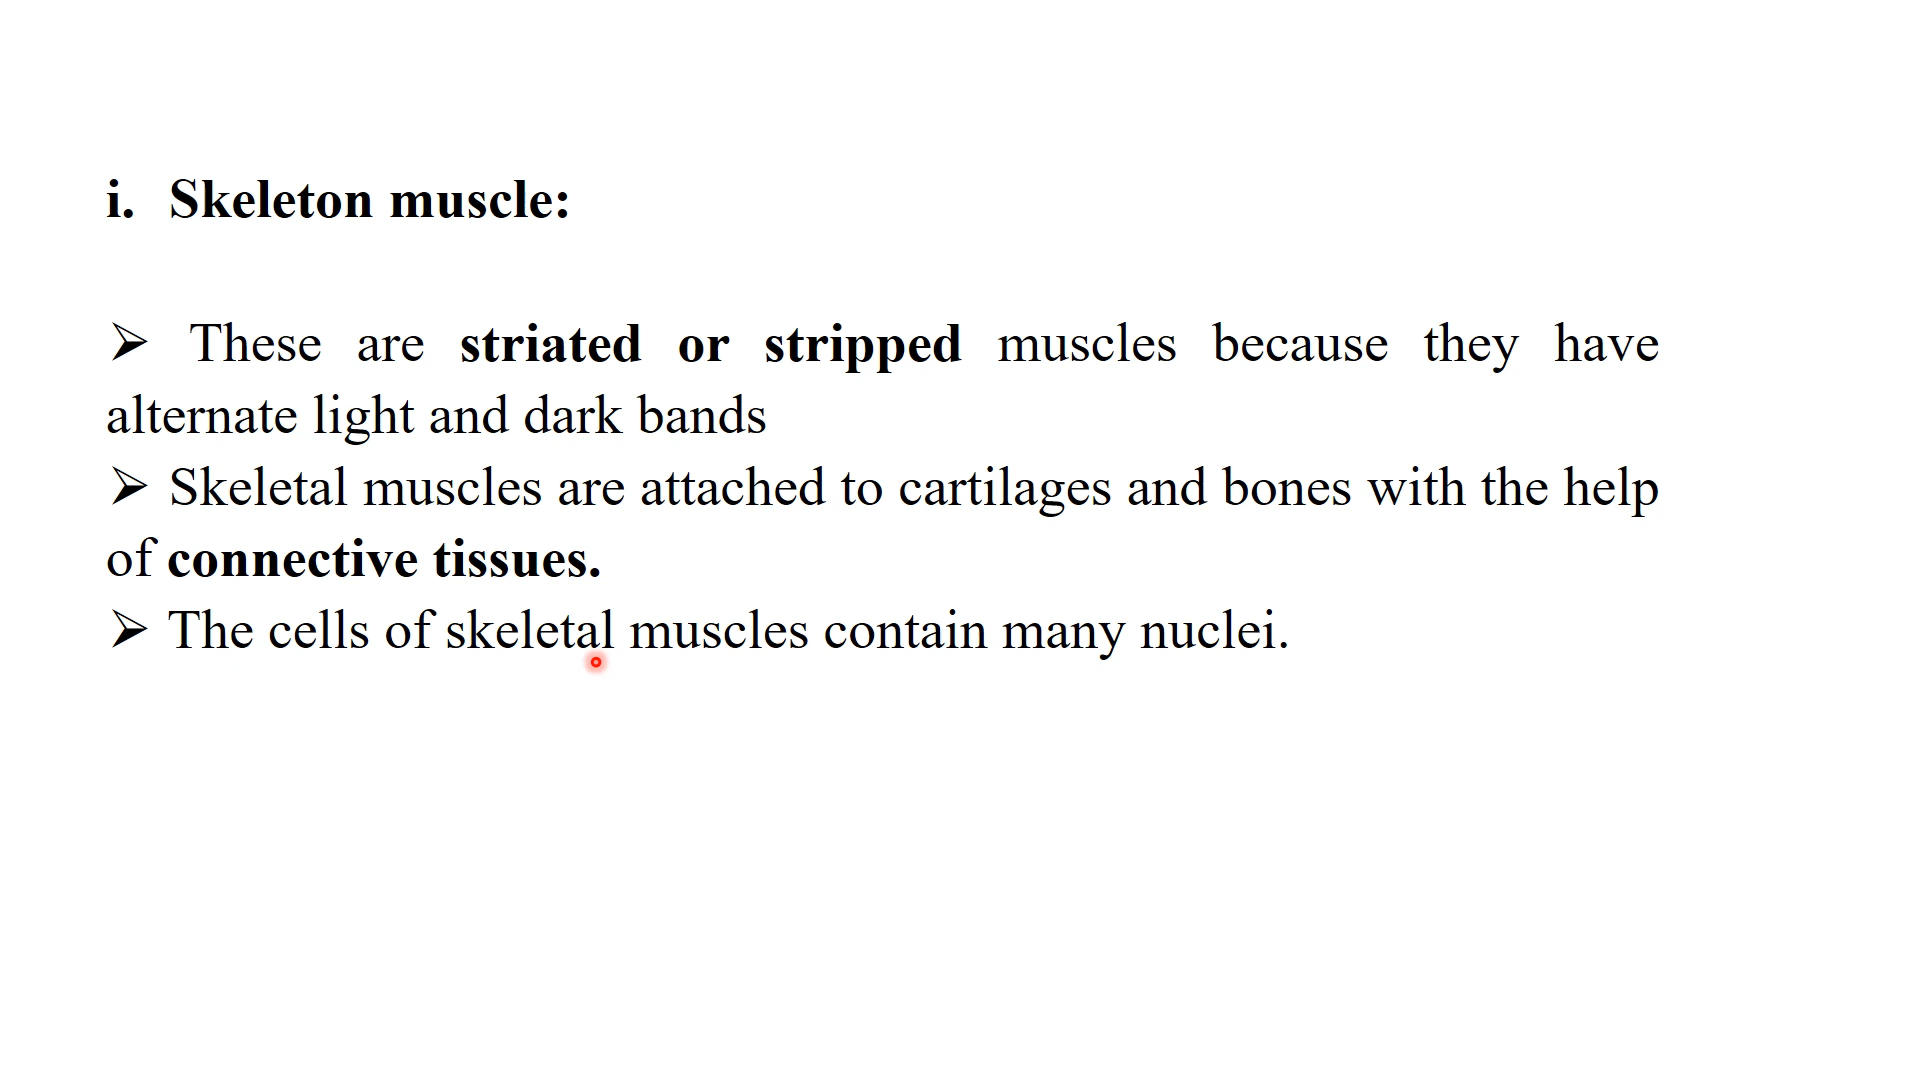 i. Skeleton muscle:
➢ These are striated or stripped muscles because they have
alternate light and dark bands
➢ Skeletal muscles are attached to cartilages and bones with the help
of connective tissues.
➢ The cells of skeletal muscles contain many nuclei.